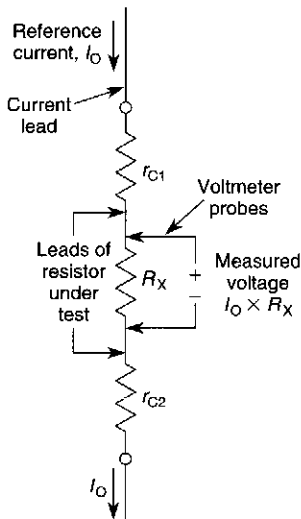 Reference
current, I_O
Current
lead
r_C1
Voltmeter
probes
Leads of
resistor
under
test
R_X
+
−
Measured
voltage
I_O × R_X
r_C2
I_O